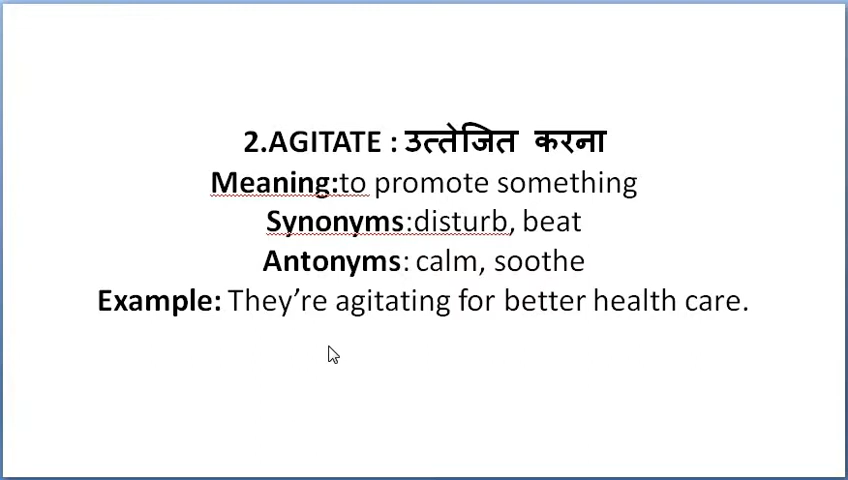 2.AGITATE : उत्तेजित करना
Meaning:to promote something
Synonyms:disturb, beat
Antonyms: calm, soothe
Example: They’re agitating for better health care.